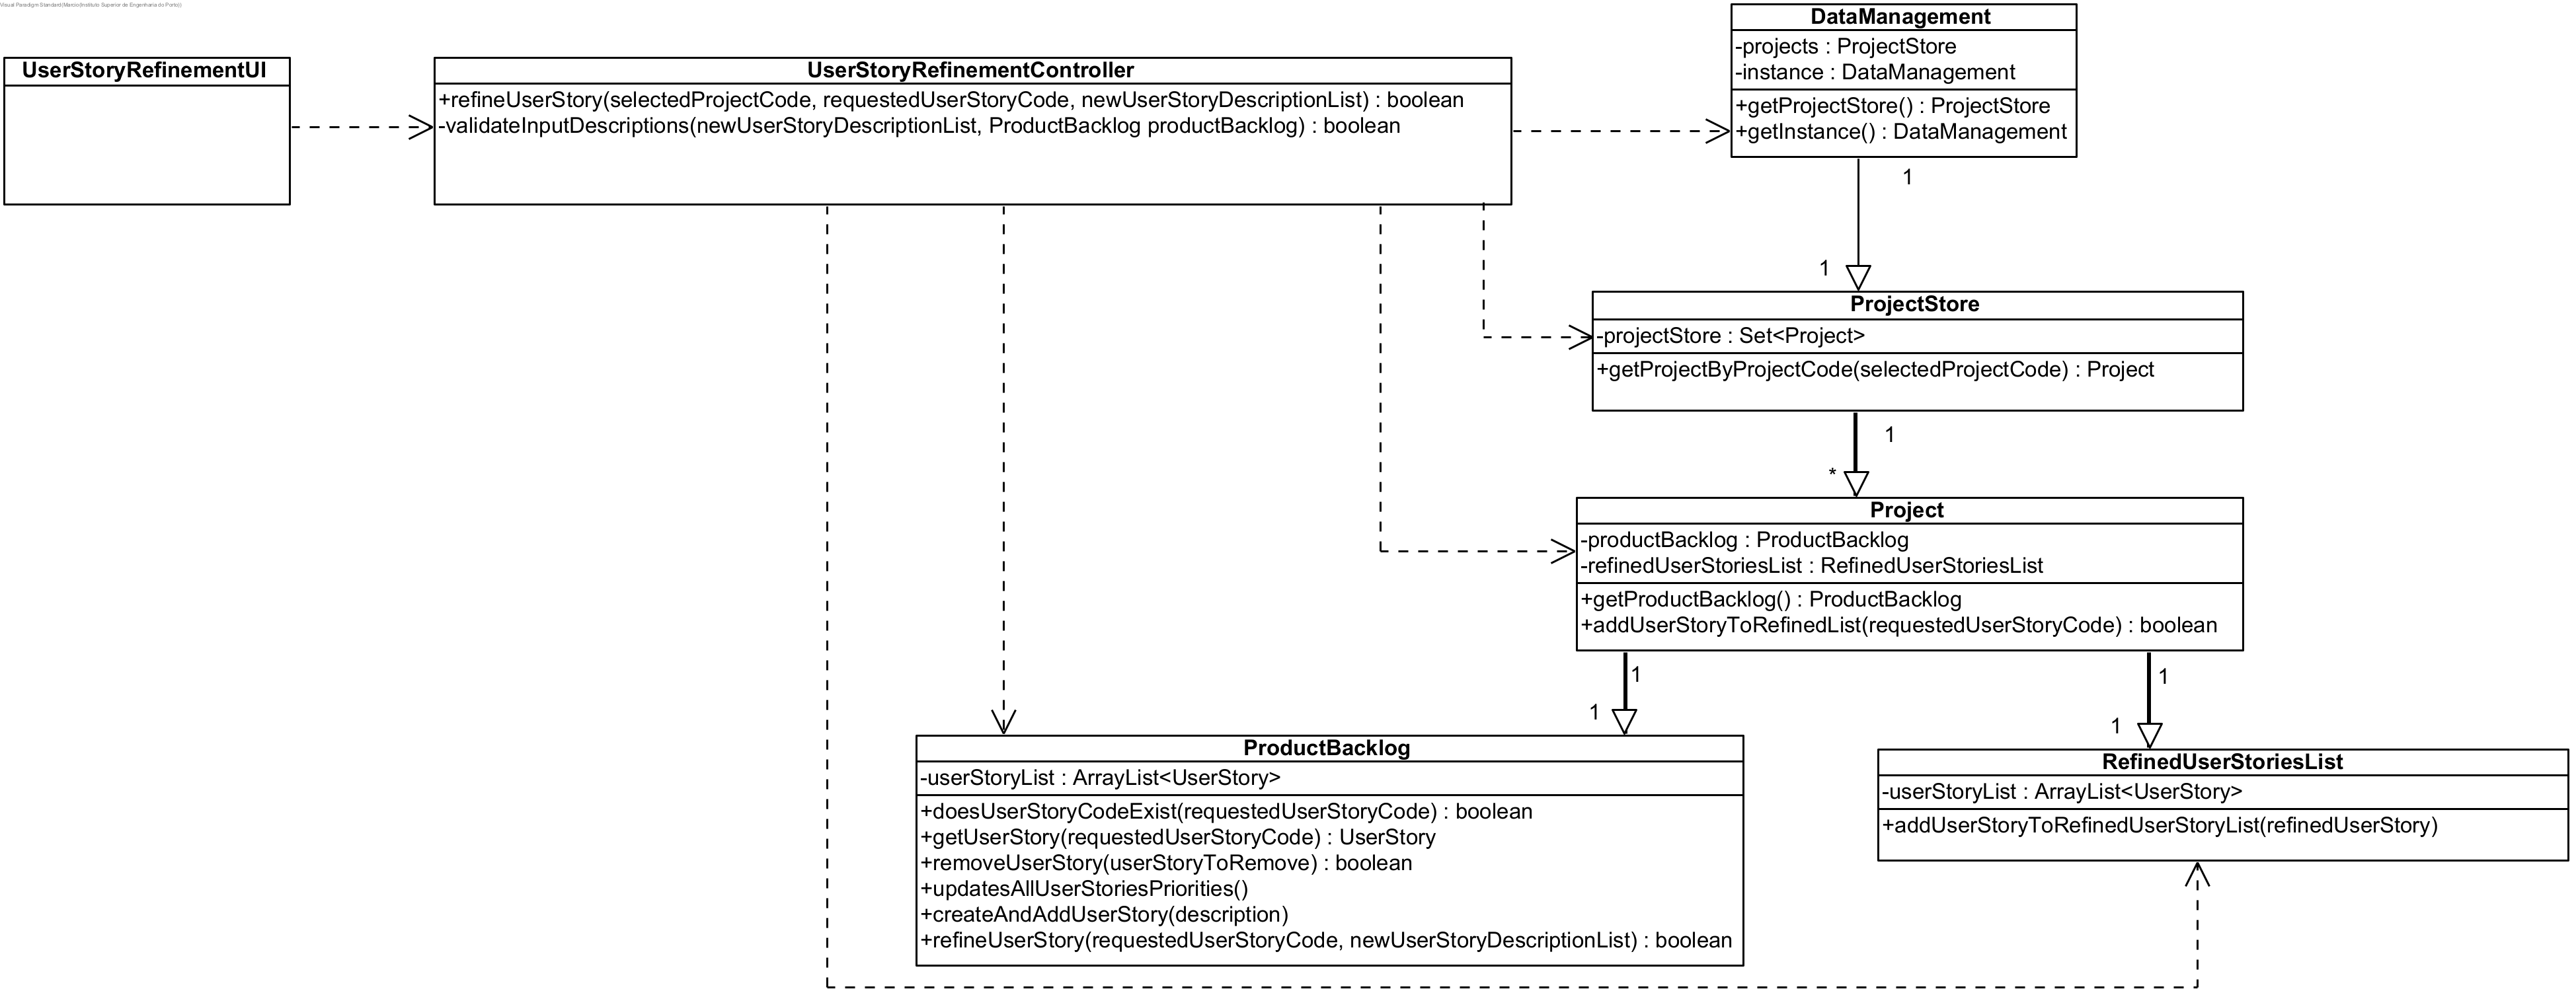 Visual Paradigm Standard(Marcio(Instituto Superior de Engenharia do Porto))
UserStoryRefinementUI
UserStoryRefinementController
+refineUserStory(selectedProjectCode, requestedUserStoryCode, newUserStoryDescriptionList) : boolean
-validateInputDescriptions(newUserStoryDescriptionList, ProductBacklog productBacklog) : boolean
DataManagement
-projects : ProjectStore
-instance : DataManagement
+getProjectStore() : ProjectStore
+getInstance() : DataManagement
1
1
ProjectStore
-projectStore : Set<Project>
+getProjectByProjectCode(selectedProjectCode) : Project
1
*
Project
-productBacklog : ProductBacklog
-refinedUserStoriesList : RefinedUserStoriesList
+getProductBacklog() : ProductBacklog
+addUserStoryToRefinedList(requestedUserStoryCode) : boolean
1
1
1
1
ProductBacklog
-userStoryList : ArrayList<UserStory>
+doesUserStoryCodeExist(requestedUserStoryCode) : boolean
+getUserStory(requestedUserStoryCode) : UserStory
+removeUserStory(userStoryToRemove) : boolean
+updatesAllUserStoriesPriorities()
+createAndAddUserStory(description)
+refineUserStory(requestedUserStoryCode, newUserStoryDescriptionList) : boolean
RefinedUserStoriesList
-userStoryList : ArrayList<UserStory>
+addUserStoryToRefinedUserStoryList(refinedUserStory)